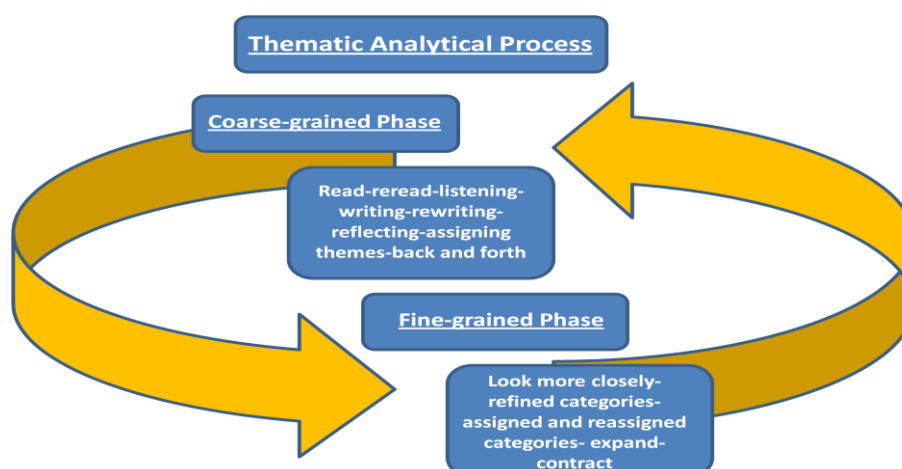 Thematic Analytical Process
Coarse-grained Phase
Read-reread-listening-
writing-rewriting-
reflecting-assigning
themes-back and forth
Fine-grained Phase
Look more closely-
refined categories-
assigned and reassigned
categories- expand-
contract